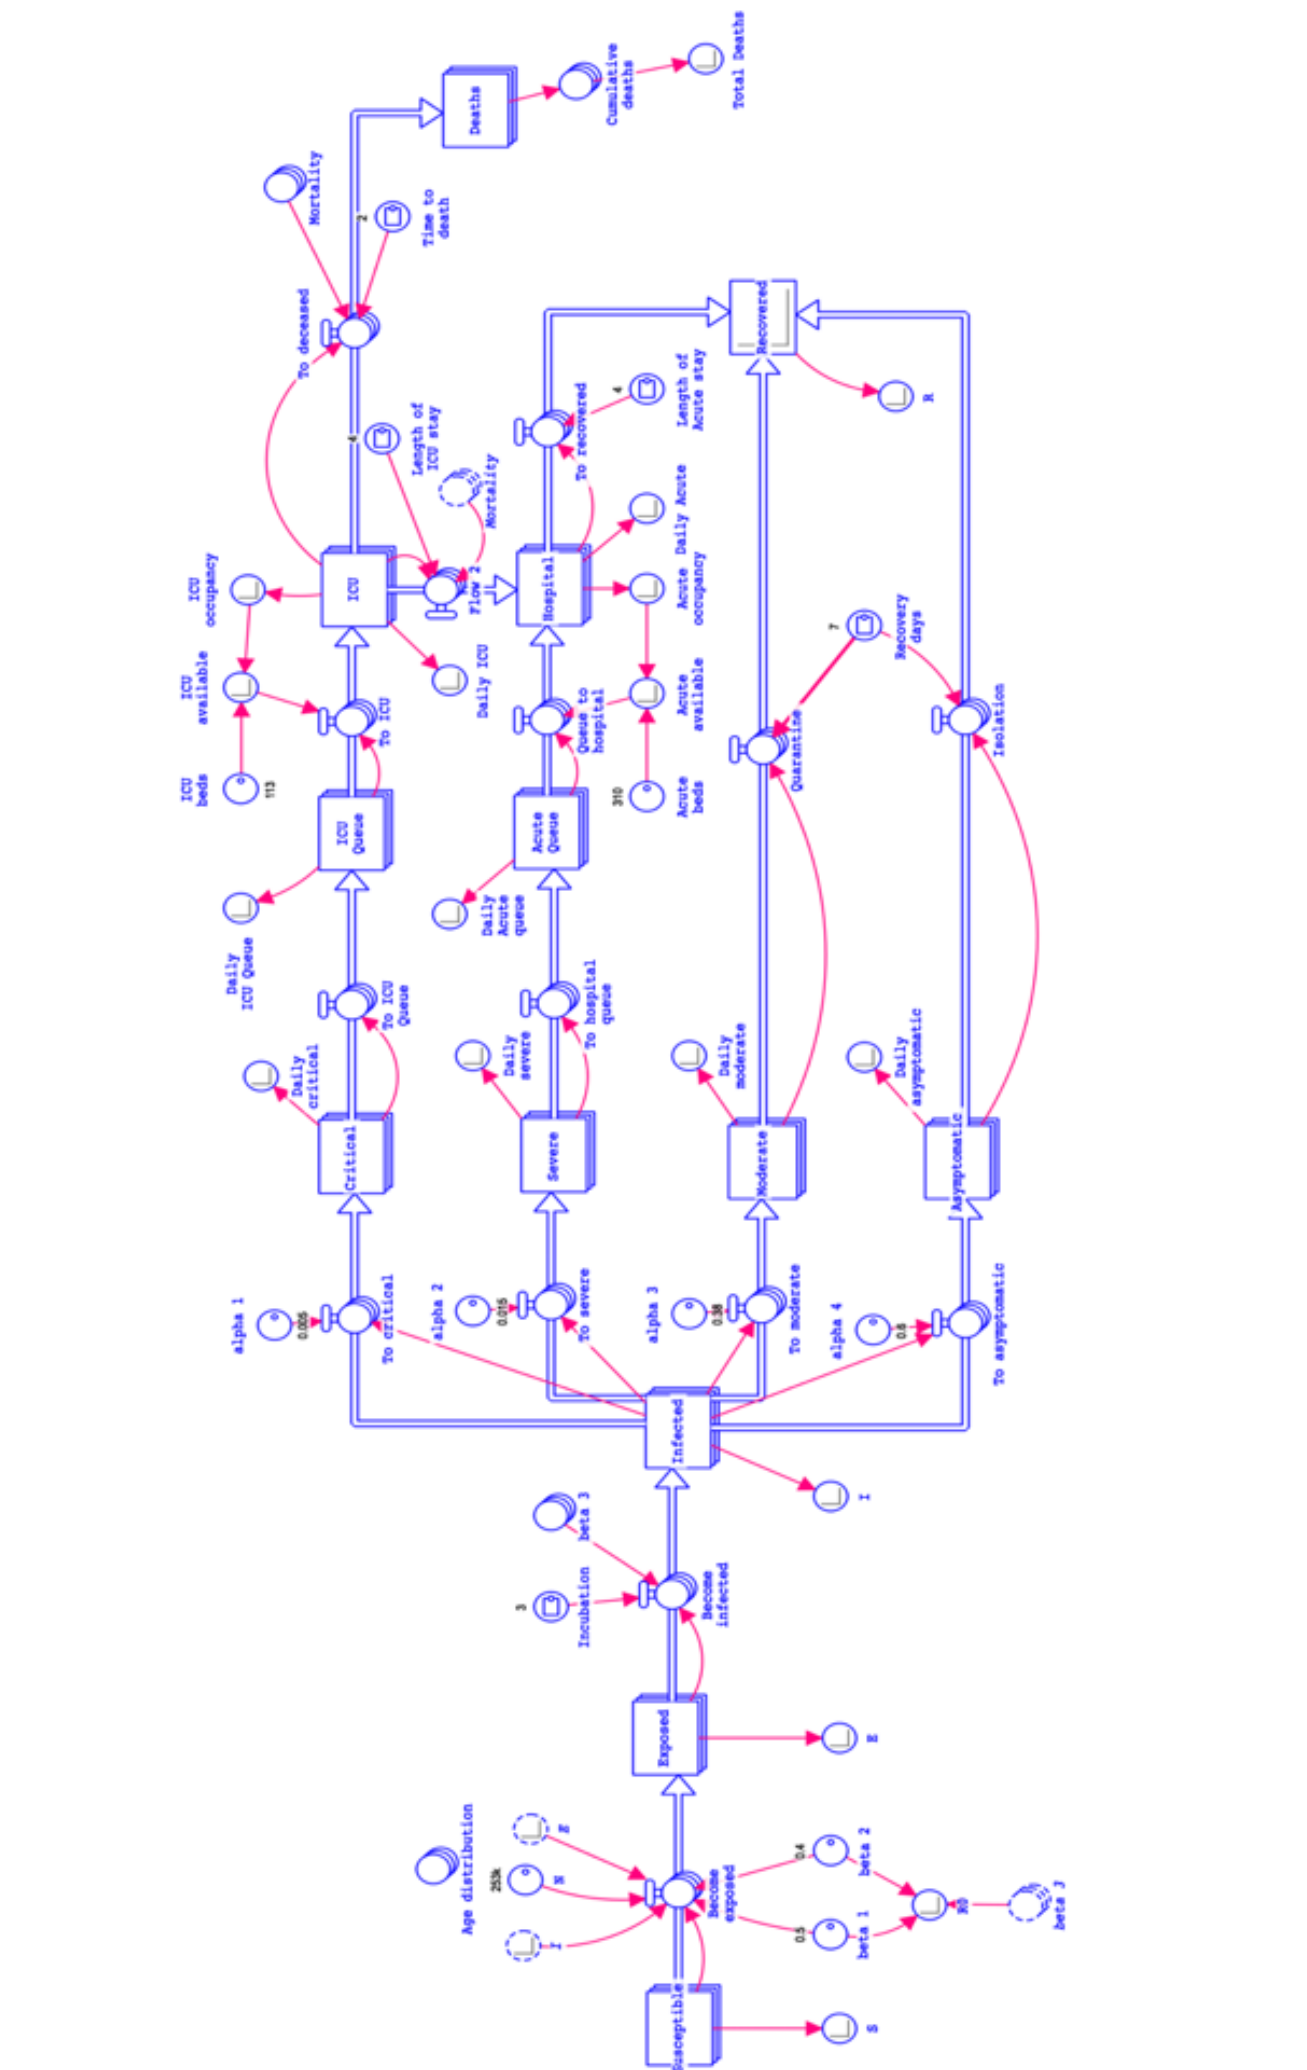 Susceptible
S
Age distribution
I
253k
N
E
Become
exposed
0.5
beta 1
0.4
beta 2
R0
beta 3
Exposed
E
3
Incubation
beta 3
Become
infected
Infected
I
alpha 1
0.005
To critical
alpha 2
0.015
To severe
alpha 3
0.38
To moderate
alpha 4
0.6
To asymptomatic
Critical
Daily
critical
To ICU
Queue
Daily
ICU Queue
ICU
Queue
ICU
beds
113
ICU
available
To ICU
ICU
occupancy
ICU
Daily ICU
4
Length of
ICU stay
Mortality
Flow 2
To deceased
Mortality
2
Time to
death
Deaths
Cumulative
deaths
Total Deaths
Severe
Daily
severe
To hospital
queue
Daily
Acute
queue
Acute
Queue
Queue to
hospital
310
Acute
beds
Acute
available
Acute
occupancy
Daily Acute
Hospital
To recovered
4
Length of
Acute stay
Moderate
Daily
moderate
Quarantine
7
Recovery
days
Recovered
R
Asymptomatic
Daily
asymptomatic
Isolation